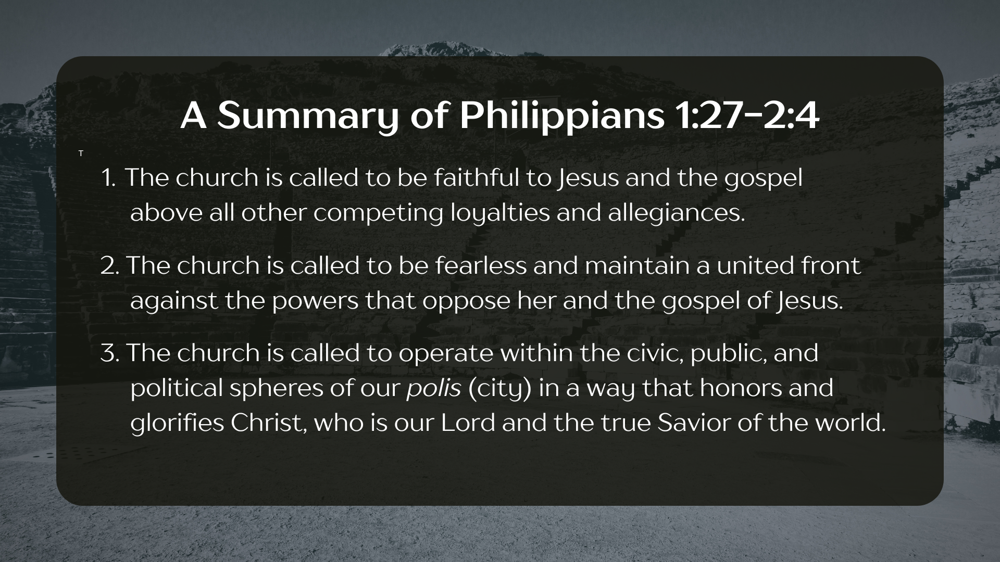 A Summary of Philippians 1:27–2:4
T
1. The church is called to be faithful to Jesus and the gospel
above all other competing loyalties and allegiances.
2. The church is called to be fearless and maintain a united front
against the powers that oppose her and the gospel of Jesus.
3. The church is called to operate within the civic, public, and
political spheres of our polis (city) in a way that honors and
glorifies Christ, who is our Lord and the true Savior of the world.